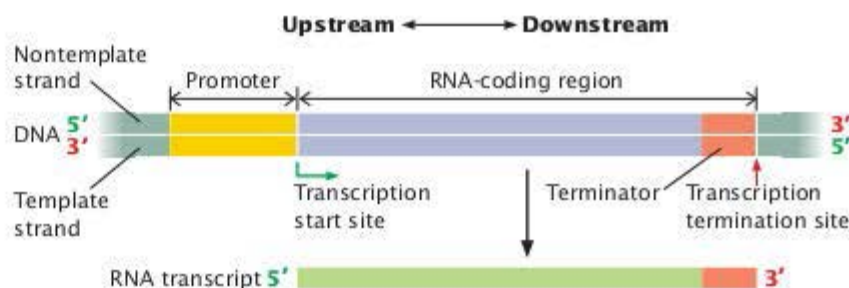 Upstream Downstream
Nontemplate
strand
Promoter
RNA-coding region
DNA 5′
3′
3′
5′
Template
strand
Transcription
start site
Terminator
Transcription
termination site
RNA transcript 5′
3′